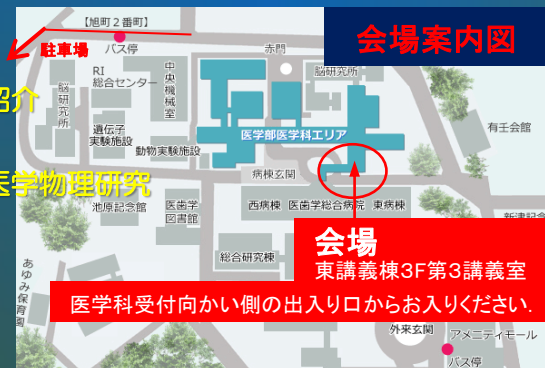 会場案内図
【旭町2番町】
駐車場
バス停
赤門
紹介
RI
総合センター
脳研究所
中央機械室
脳研究所
遺伝子
実験施設
動物実験施設
医学部医学科エリア
有壬会館
医学物理研究
病棟玄関
池原記念館
医歯学
図書館
西病棟
医歯学総合病院
東病棟
新津記念
総合研究棟
会場
東講義棟3F第3講義室
医学科受付向かい側の出入り口からお入りください.
あゆみ保育園
外来玄関
アメニティモール
バス停